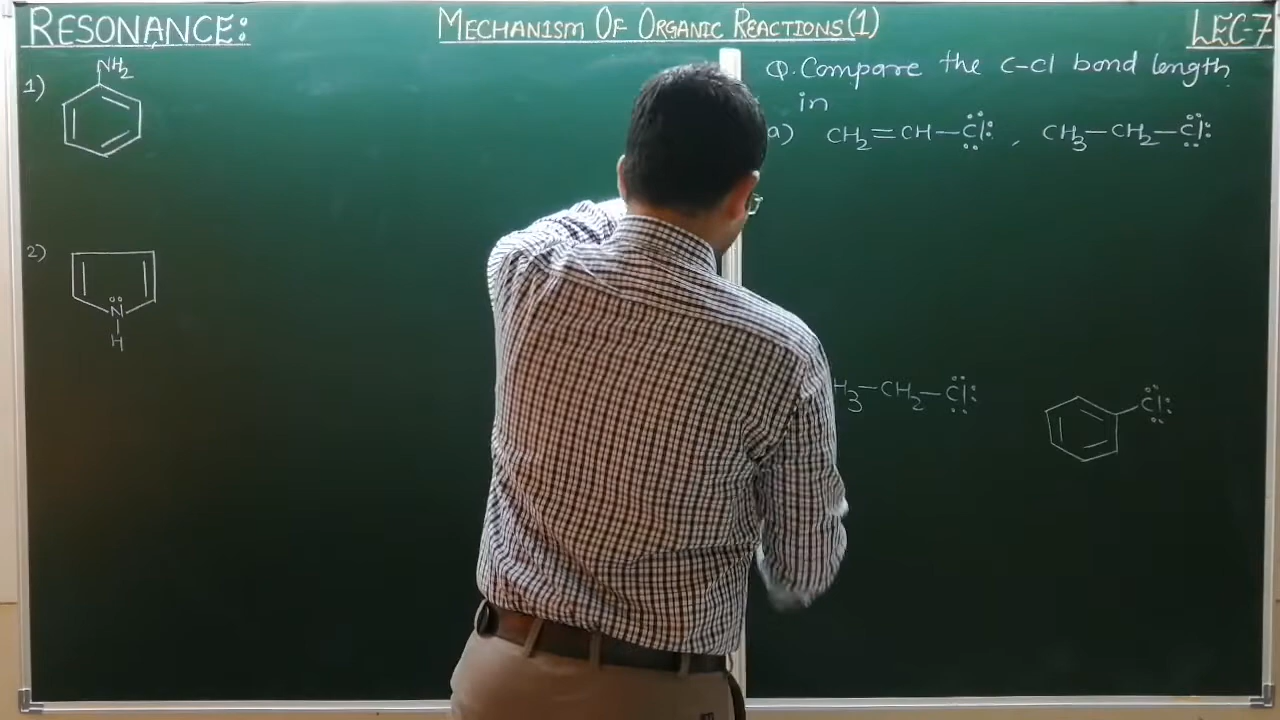 RESONANCE:
MECHANISM OF ORGANIC REACTIONS(1)
LEC-7
1)
NH2
2)
N
H
Q. Compare the C-Cl bond length
in
a) CH2=CH-Cl , CH3-CH2-Cl
H3-CH2-Cl
Cl